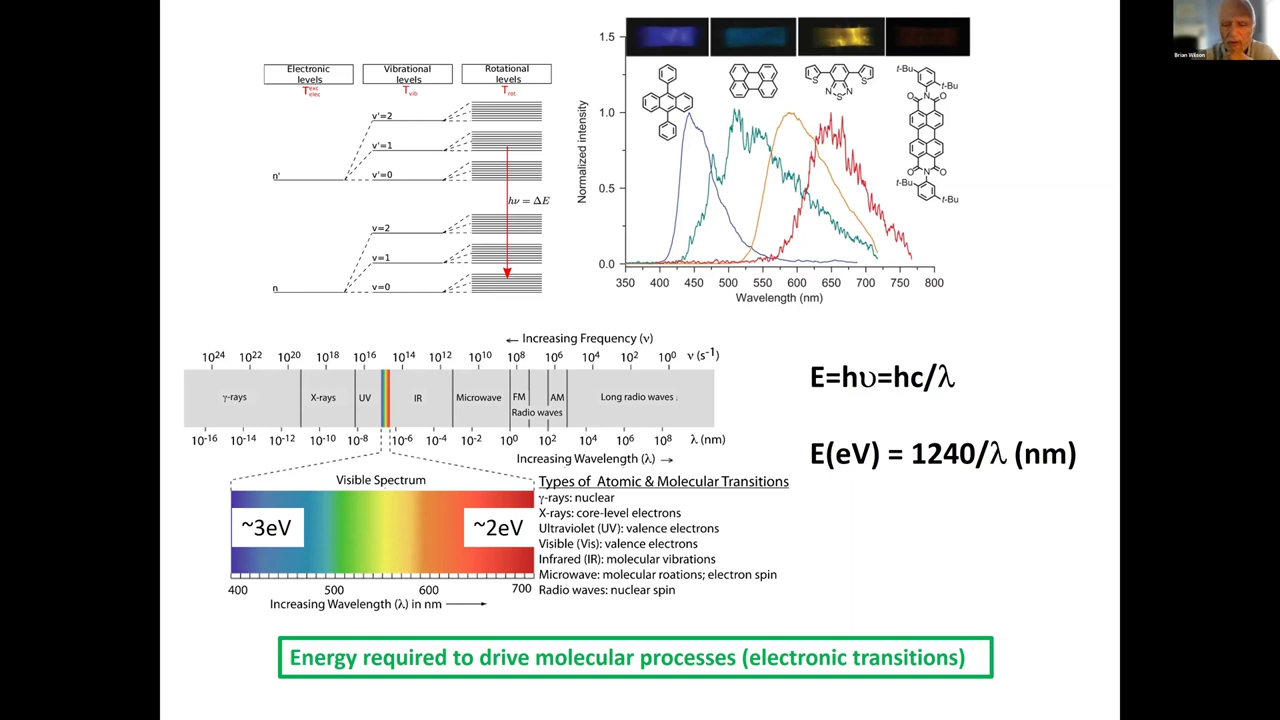 Brian Wilson
Electronic
levels
Vibrational
levels
Rotational
levels
T^exc_elec
T_vib
T_rot
v'=2
v'=1
n'
v'=0
hν = ΔE
v=2
v=1
n
v=0
Normalized intensity
1.5
1.0
0.5
0.0
350 400 450 500 550 600 650 700 750 800
Wavelength (nm)
S S
N N
S
t-Bu
t-Bu
O N O
O N O
t-Bu
t-Bu
← Increasing Frequency (ν)
10^24 10^22 10^20 10^18 10^16 10^14 10^12 10^10 10^8 10^6 10^4 10^2 10^0 ν (s^-1)
γ-rays X-rays UV IR Microwave FM AM Long radio waves
Radio waves
10^-16 10^-14 10^-12 10^-10 10^-8 10^-6 10^-4 10^-2 10^0 10^2 10^4 10^6 10^8 λ (nm)
Increasing Wavelength (λ) →
Visible Spectrum
~3eV ~2eV
400 500 600 700
Increasing Wavelength (λ) in nm
Types of Atomic & Molecular Transitions
γ-rays: nuclear
X-rays: core-level electrons
Ultraviolet (UV): valence electrons
Visible (Vis): valence electrons
Infrared (IR): molecular vibrations
Microwave: molecular roations; electron spin
Radio waves: nuclear spin
E=hυ=hc/λ
E(eV) = 1240/λ (nm)
Energy required to drive molecular processes (electronic transitions)